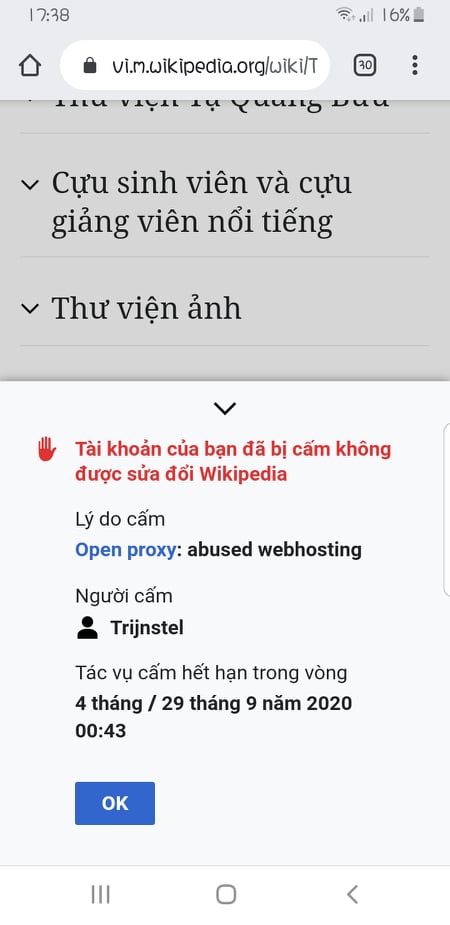 17:38
16%
vi.m.wikipedia.org/wiki/T
30
Thư viện Tạ Quang Bửu
Cựu sinh viên và cựu
giảng viên nổi tiếng
Thư viện ảnh
Tài khoản của bạn đã bị cấm không
được sửa đổi Wikipedia
Lý do cấm
Open proxy: abused webhosting
Người cấm
Trijnstel
Tác vụ cấm hết hạn trong vòng
4 tháng / 29 tháng 9 năm 2020
00:43
OK